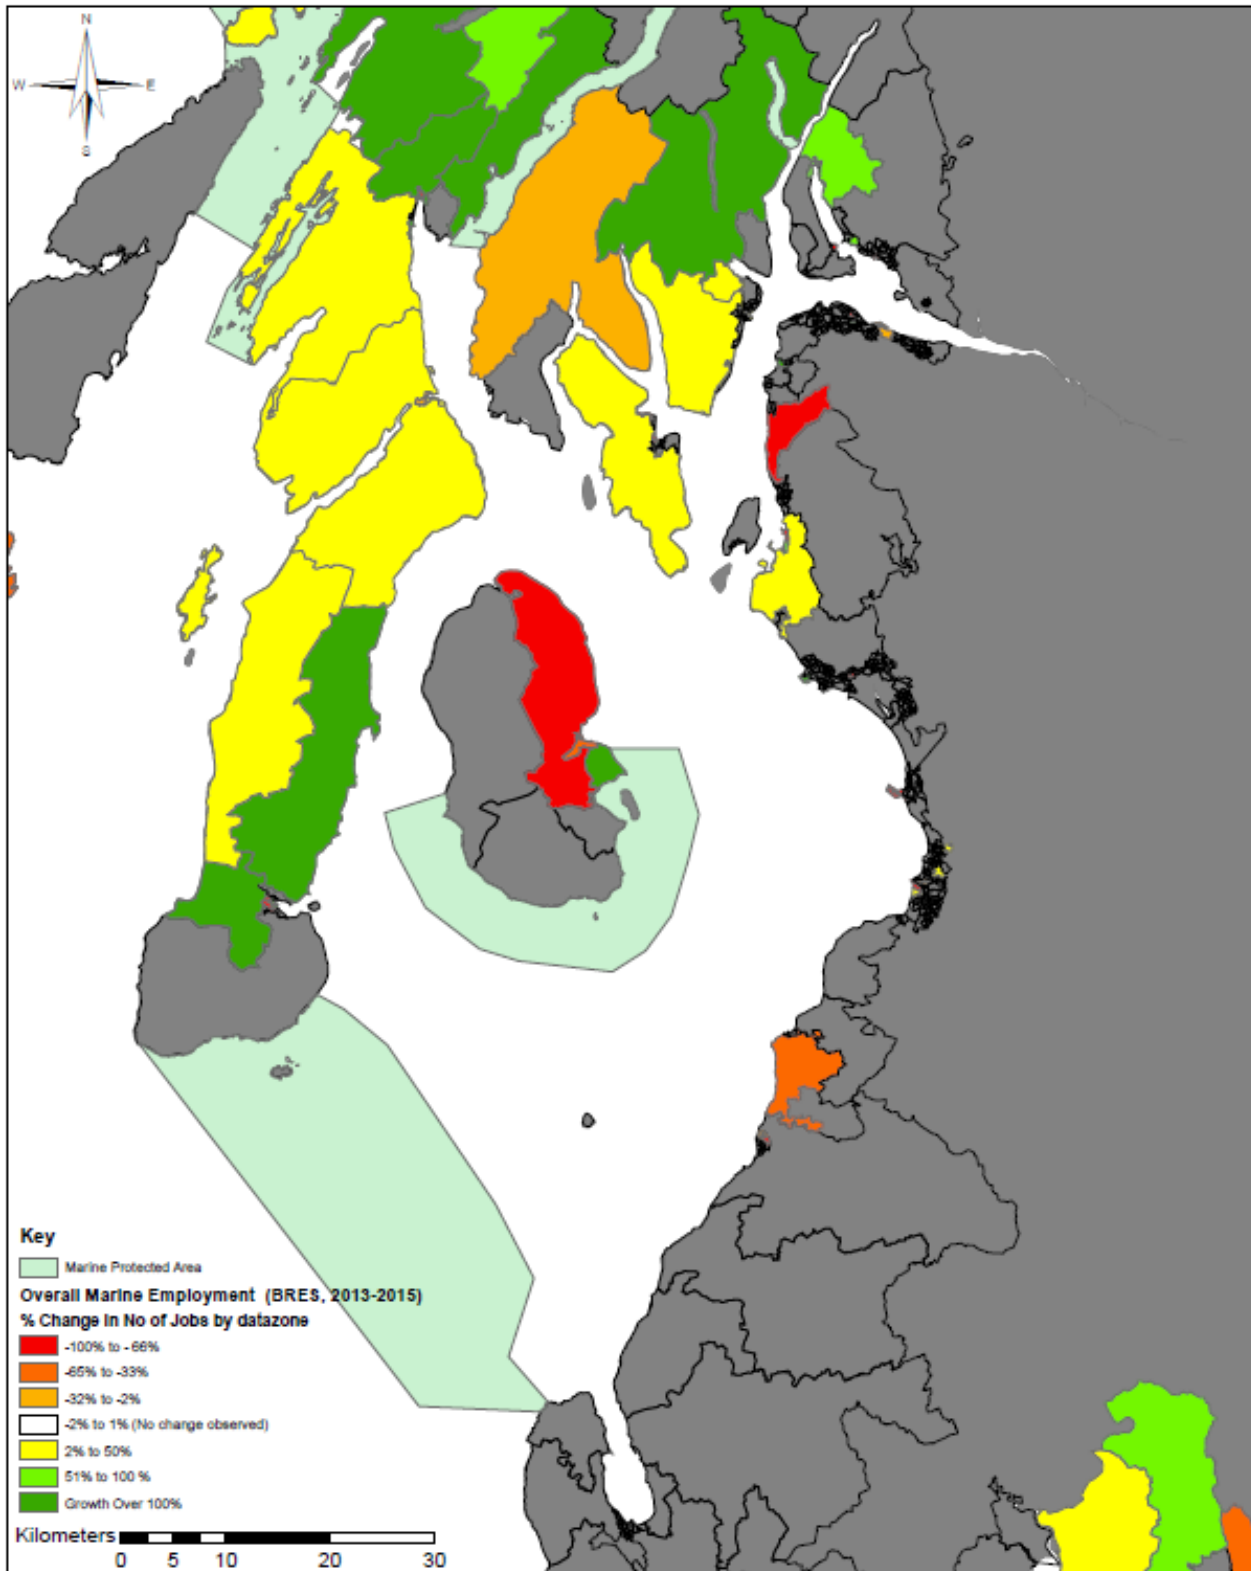 N
W E
S
Key
Marine Protected Area
Overall Marine Employment (BRES, 2013-2015)
% Change in No of Jobs by datazone
-100% to -66%
-65% to -33%
-32% to -2%
-2% to 1% (No change observed)
2% to 50%
51% to 100 %
Growth Over 100%
Kilometers
0 5 10 20 30